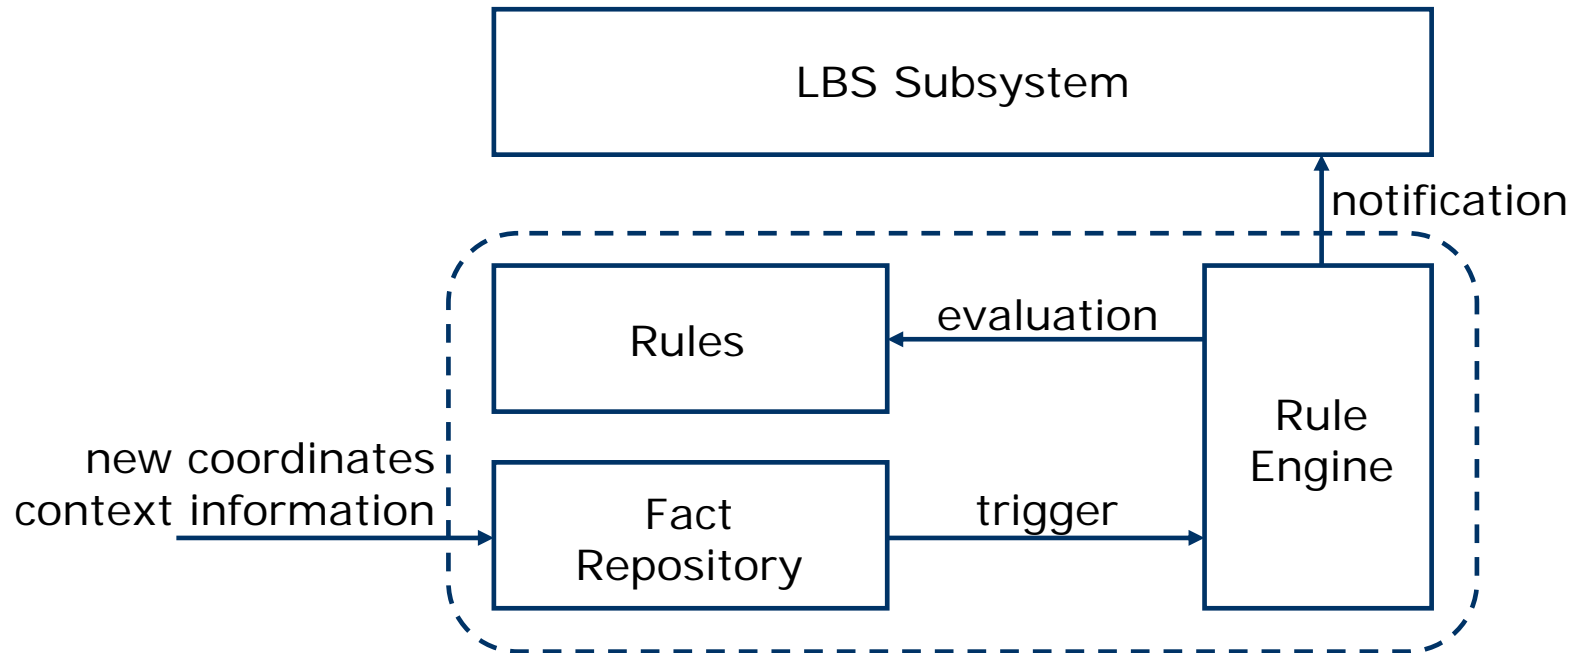 LBS Subsystem
notification
Rules
evaluation
Rule
Engine
new coordinates
context information
Fact
Repository
trigger